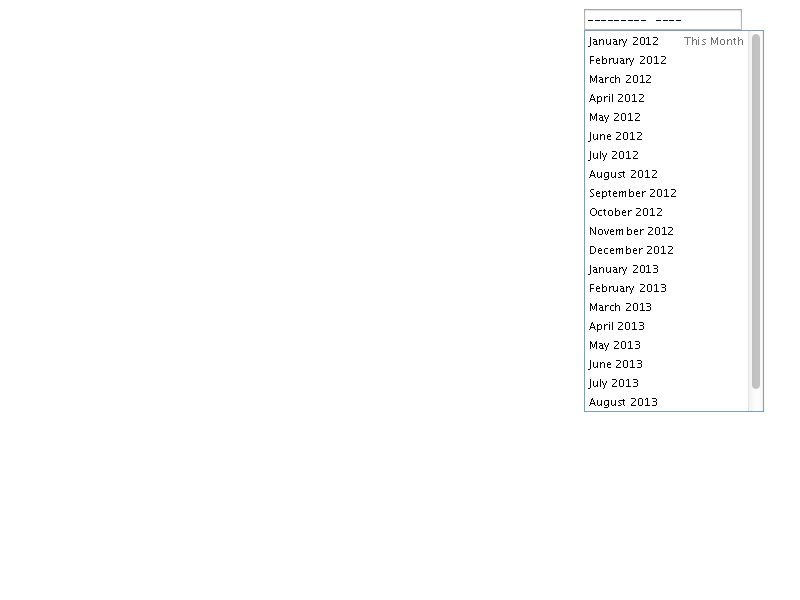 --------- ----
January 2012 This Month
February 2012
March 2012
April 2012
May 2012
June 2012
July 2012
August 2012
September 2012
October 2012
November 2012
December 2012
January 2013
February 2013
March 2013
April 2013
May 2013
June 2013
July 2013
August 2013